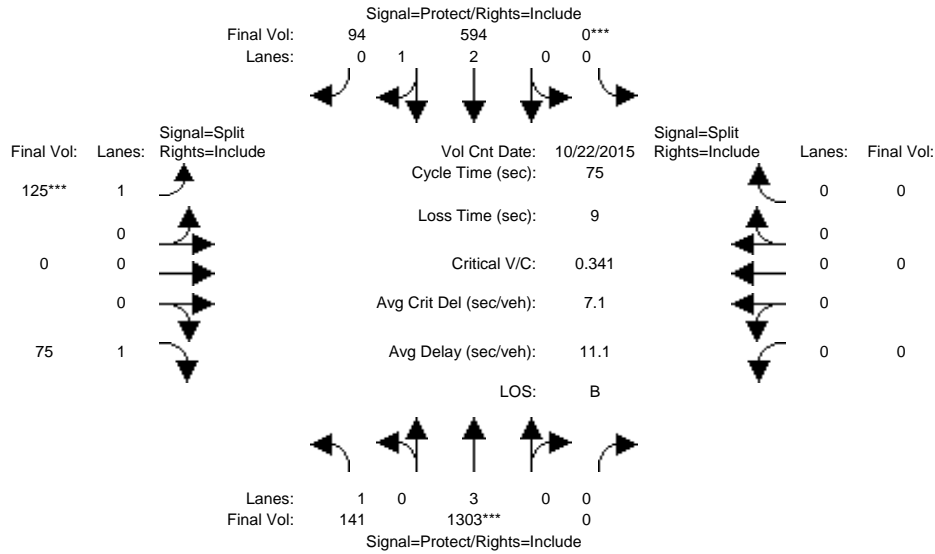 Signal=Protect/Rights=Include
Final Vol: 94 594 0***
Lanes: 0 1 2 0 0
Signal=Split Signal=Split
Final Vol: Lanes: Rights=Include Vol Cnt Date: 10/22/2015 Rights=Include Lanes: Final Vol:
Cycle Time (sec): 75
125*** 1 0 0
Loss Time (sec): 9
0 0
0 0 Critical V/C: 0.341 0 0
0 Avg Crit Del (sec/veh): 7.1 0
75 1 Avg Delay (sec/veh): 11.1 0 0
LOS: B
Lanes: 1 0 3 0 0
Final Vol: 141 1303*** 0
Signal=Protect/Rights=Include